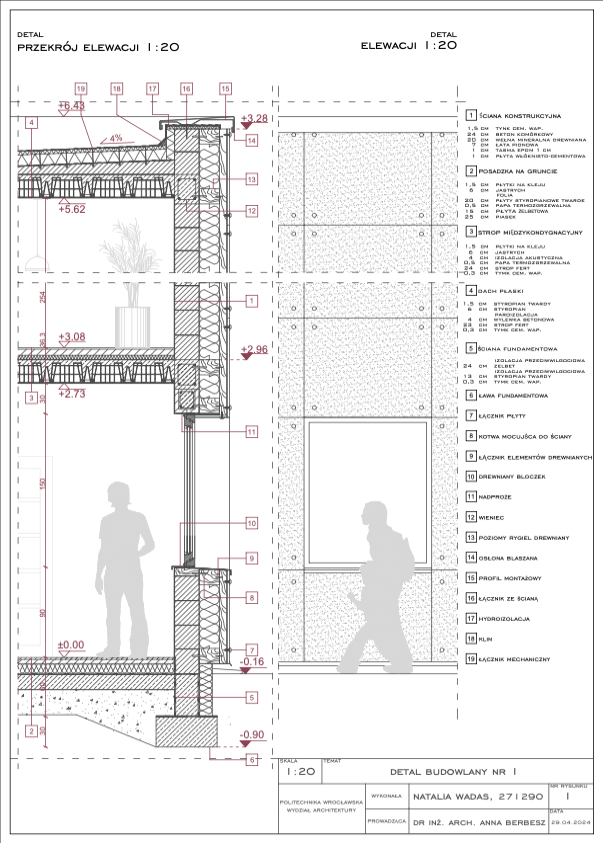 DETAL
PRZEKRÓJ ELEWACJI 1:20
DETAL
ELEWACJI 1:20
19
18
17
16
15
+6.43
+3.28
4
4%
14
13
+5.62
12
254
1
36,3
+3.08
+2.96
+2.73
3
30
11
150
10
9
90
8
±0.00
7
-0.16
5
30
-0.90
2
6
1 ŚCIANA KONSTRUKCYJNA
1,5 CM TYNK CEM. WAP.
24 CM BETON KOMÓRKOWY
20 CM WEŁNA MINERALNA DREWNIANA
7 CM ŁATA PIONOWA
1 CM TAŚMA EPDM 1 CM
1 CM PŁYTA WŁÓKNISTO-CEMENTOWA
2 POSADZKA NA GRUNCIE
1,5 CM PŁYTKI NA KLEJU
6 CM JASTRYCH
FOLIA
20 CM PŁYTY STYROPIANOWE TWARDE
0,5 CM PAPA TERMOZGRZEWALNA
15 CM PŁYTA ŻELBETOWA
25 CM PIASEK
3 STROP MIĘDZYKONDYGNACYJNY
1,5 CM PŁYTKI NA KLEJU
6 CM JASTRYCH
4 CM IZOLACJA AKUSTYCZNA
0,5 CM PAPA TERMOZGRZEWALNA
24 CM STROP FERT
0,3 CM TYNK CEM. WAP.
4 DACH PŁASKI
1,5 CM STYROPIAN TWARDY
6 CM STYROPIAN
PAROIZOLACJA
4 CM WYLEWKA BETONOWA
23 CM STROP FERT
0,3 CM TYNK CEM. WAP.
5 ŚCIANA FUNDAMENTOWA
IZOLACJA PRZECIWWILGOCIOWA
24 CM ŻELBET
IZOLACJA PRZECIWWILGOCIOWA
13 CM STYROPIAN TWARDY
0,3 CM TYNK CEM. WAP.
6 ŁAWA FUNDAMENTOWA
7 ŁĄCZNIK PŁYTY
8 KOTWA MOCUJĄCA DO ŚCIANY
9 ŁĄCZNIK ELEMENTÓW DREWNIANYCH
10 DREWNIANY BLOCZEK
11 NADPROŻE
12 WIENIEC
13 POZIOMY RYGIEL DREWNIANY
14 OSŁONA BLASZANA
15 PROFIL MONTAŻOWY
16 ŁĄCZNIK ZE ŚCIANĄ
17 HYDROIZOLACJA
18 KLIN
19 ŁĄCZNIK MECHANICZNY
SKALA
1:20
TEMAT
DETAL BUDOWLANY NR 1
POLITECHNIKA WROCŁAWSKA
WYDZIAŁ ARCHITEKTURY
WYKONAŁA
NATALIA WADAS, 271290
NR RYSUNKU
1
PROWADZĄCA
DR INŻ. ARCH. ANNA BERBESZ
DATA
29.04.2024